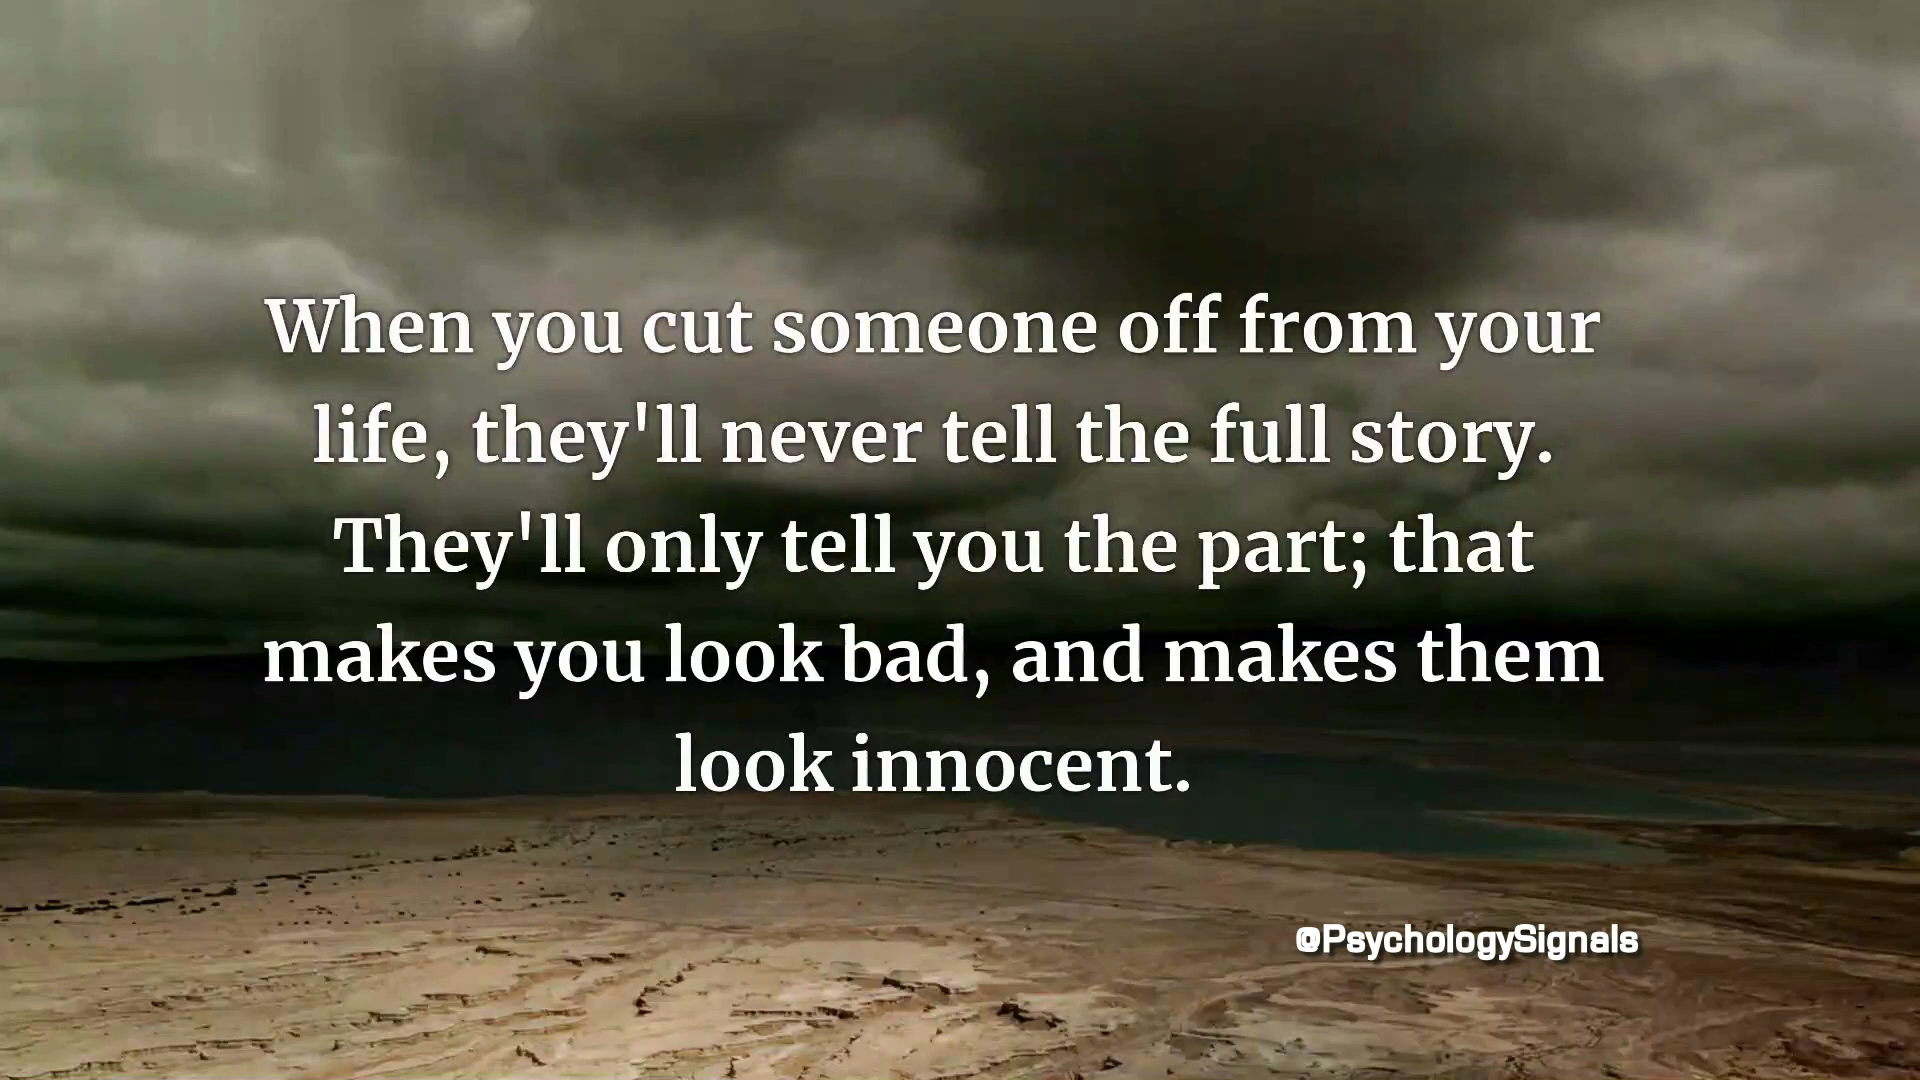 When you cut someone off from your
life, they'll never tell the full story.
They'll only tell you the part; that
makes you look bad, and makes them
look innocent.
@PsychologySignals